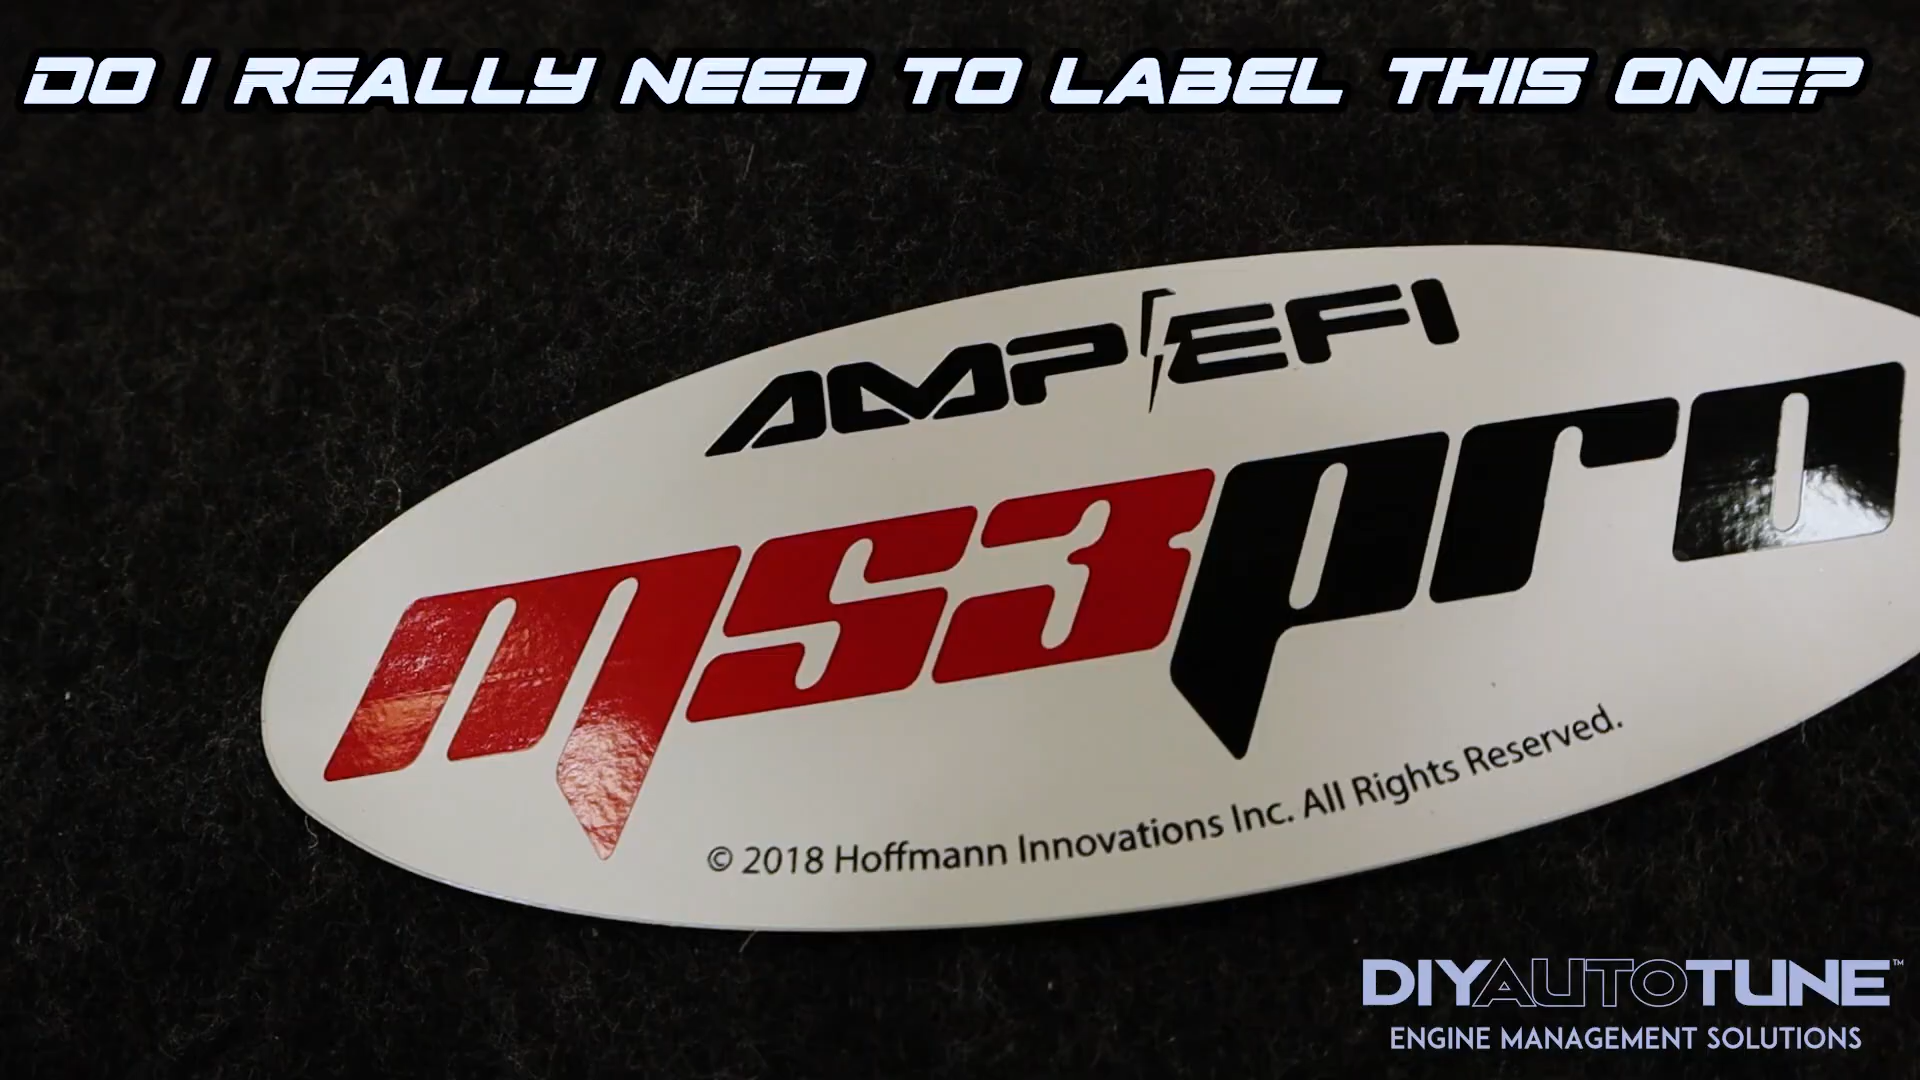 DO I REALLY NEED TO LABEL THIS ONE?
AMP EFI
ms3pro
© 2018 Hoffmann Innovations Inc. All Rights Reserved.
DIYAUTOTUNE™
ENGINE MANAGEMENT SOLUTIONS